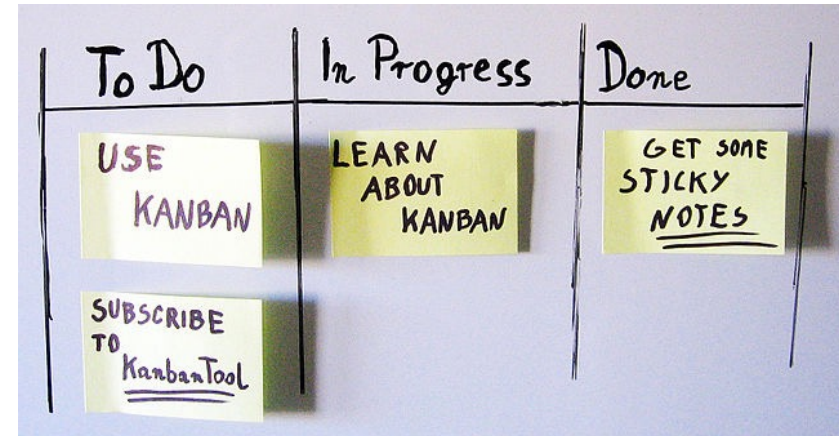 To Do
In Progress
Done
USE
KANBAN
SUBSCRIBE
TO
KanbanTool
LEARN
ABOUT
KANBAN
GET SOME
STICKY
NOTES